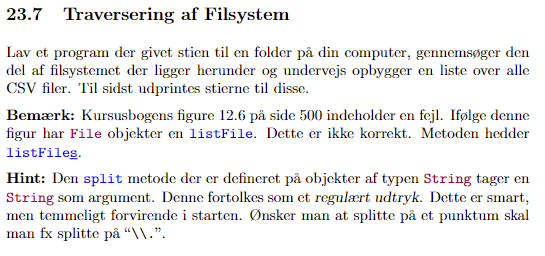 23.7 Traversering af Filsystem
Lav et program der givet stien til en folder på din computer, gennemsøger den
del af filsystemet der ligger herunder og undervejs opbygger en liste over alle
CSV filer. Til sidst udprintes stierne til disse.
Bemærk: Kursusbogens figure 12.6 på side 500 indeholder en fejl. Ifølge denne
figur har File objekter en listFile. Dette er ikke korrekt. Metoden hedder
listFiles.
Hint: Den split metode der er defineret på objekter af typen String tager en
String som argument. Denne fortolkes som et regulært udtryk. Dette er smart,
men temmeligt forvirende i starten. Ønsker man at splitte på et punktum skal
man fx splitte på “\\.”.